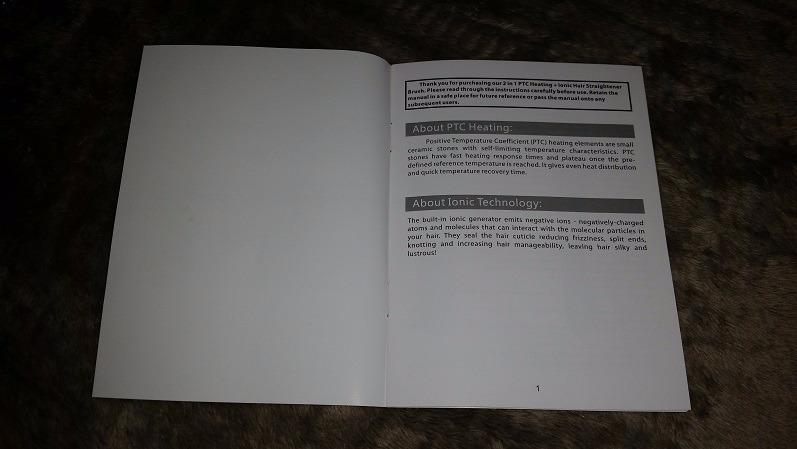 Thank you for purchasing our 2 in 1 PTC Heating + Ionic Hair Straightener
Brush. Please read through the instructions carefully before use. Retain the
manual in a safe place for future reference or pass the manual onto any
subsequent users.
About PTC Heating:
Positive Temperature Coefficient (PTC) heating elements are small
ceramic stones with self-limiting temperature characteristics. PTC
stones have fast heating response times and plateau once the pre-
defined reference temperature is reached. It gives even heat distribution
and quick temperature recovery time.
About Ionic Technology:
The built-in ionic generator emits negative ions - negatively-charged
atoms and molecules that can interact with the molecular particles in
your hair. They seal the hair cuticle reducing frizziness, split ends,
knotting and increasing hair manageability, leaving hair silky and
lustrous!
1